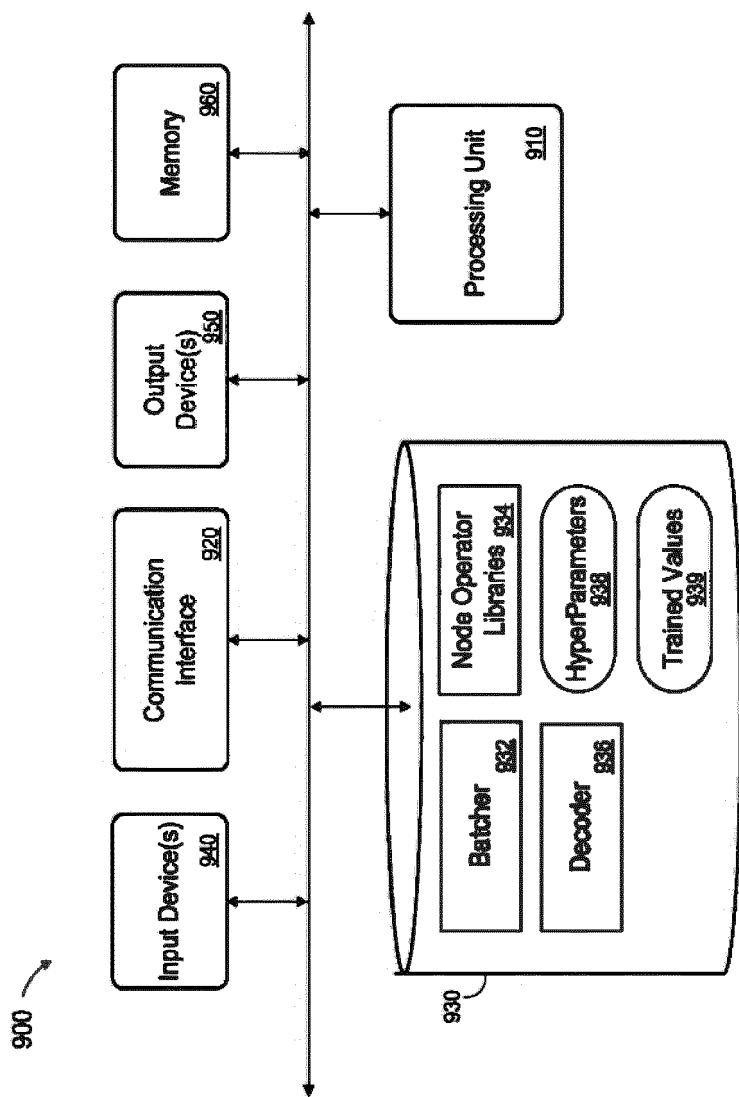 900
Input Device(s)
940
Communication
Interface
920
Output
Device(s)
950
Memory
960
930
Batcher
932
Node Operator
Libraries 934
Decoder
936
HyperParameters
938
Trained Values
939
Processing Unit
910